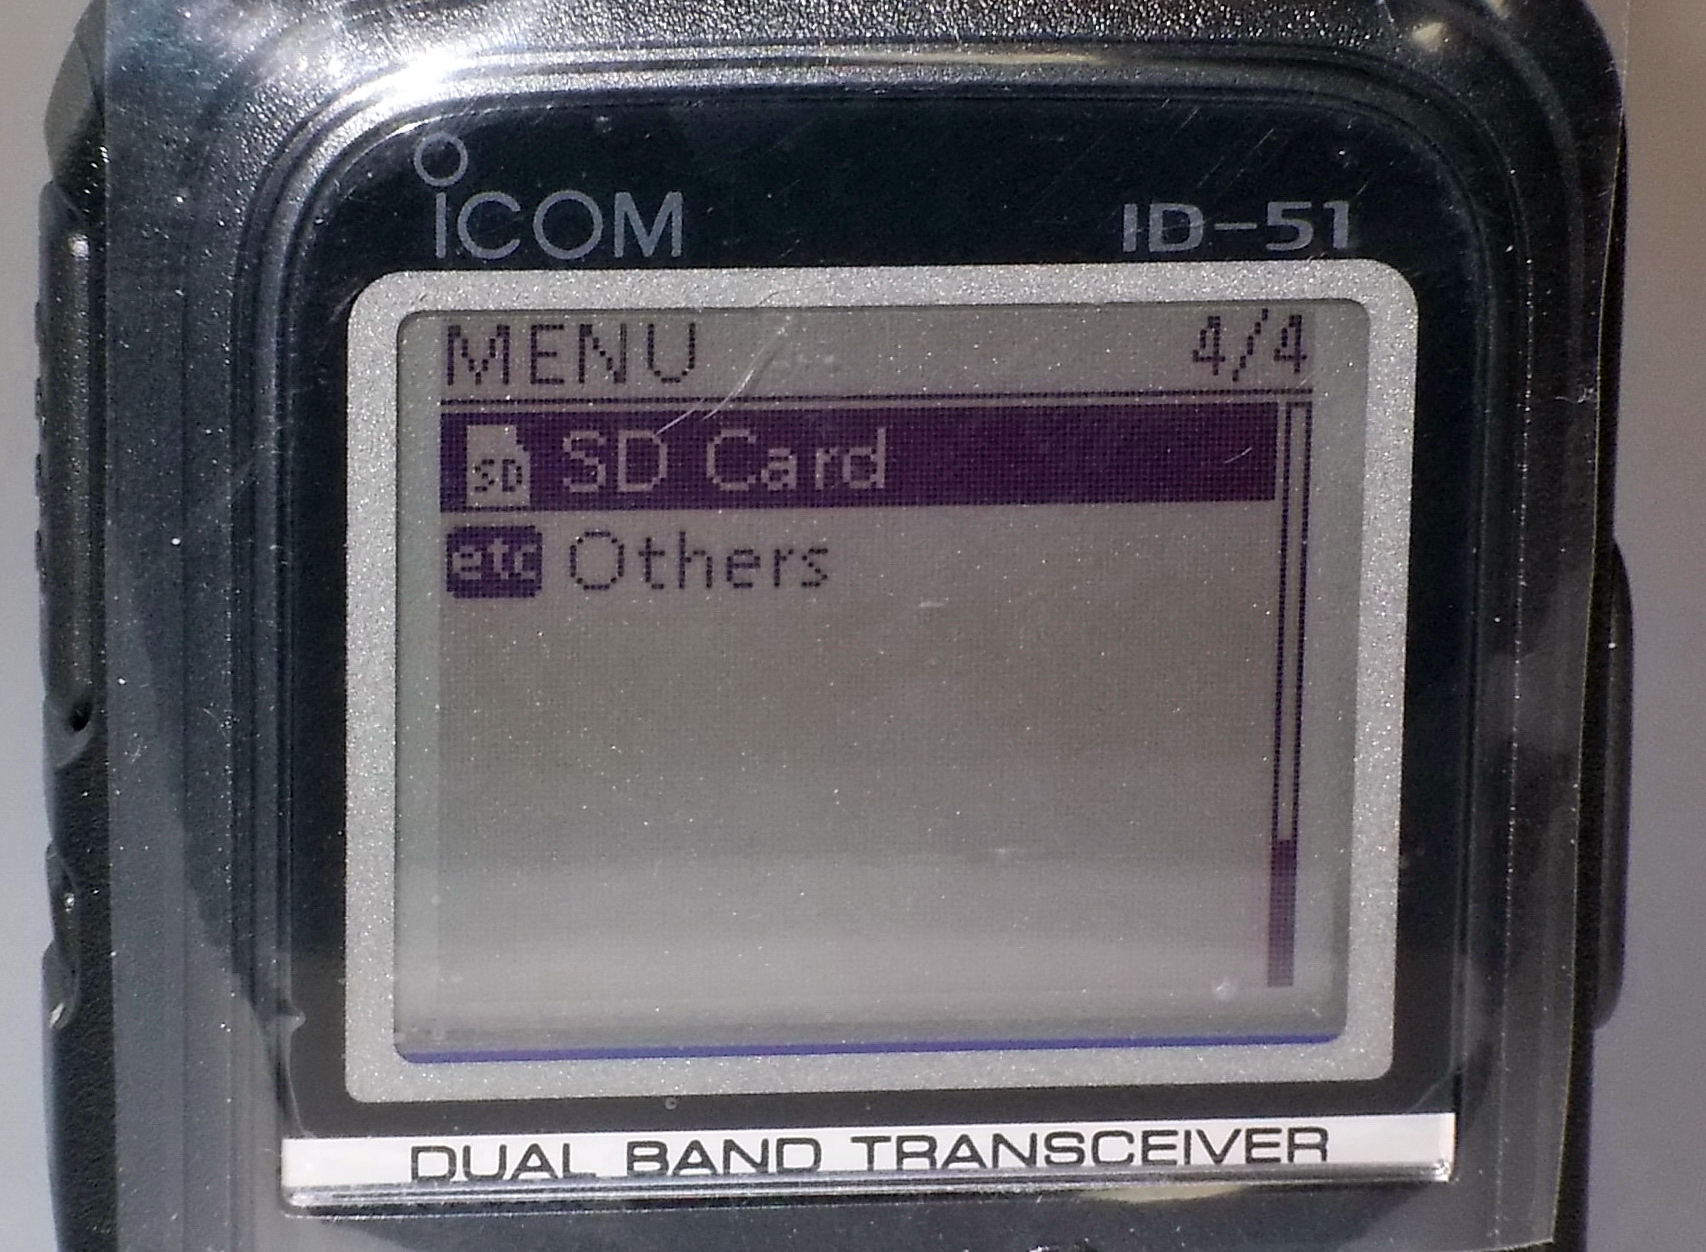 iCOM ID-51
MENU 4/4
SD SD Card
etc Others
DUAL BAND TRANSCEIVER